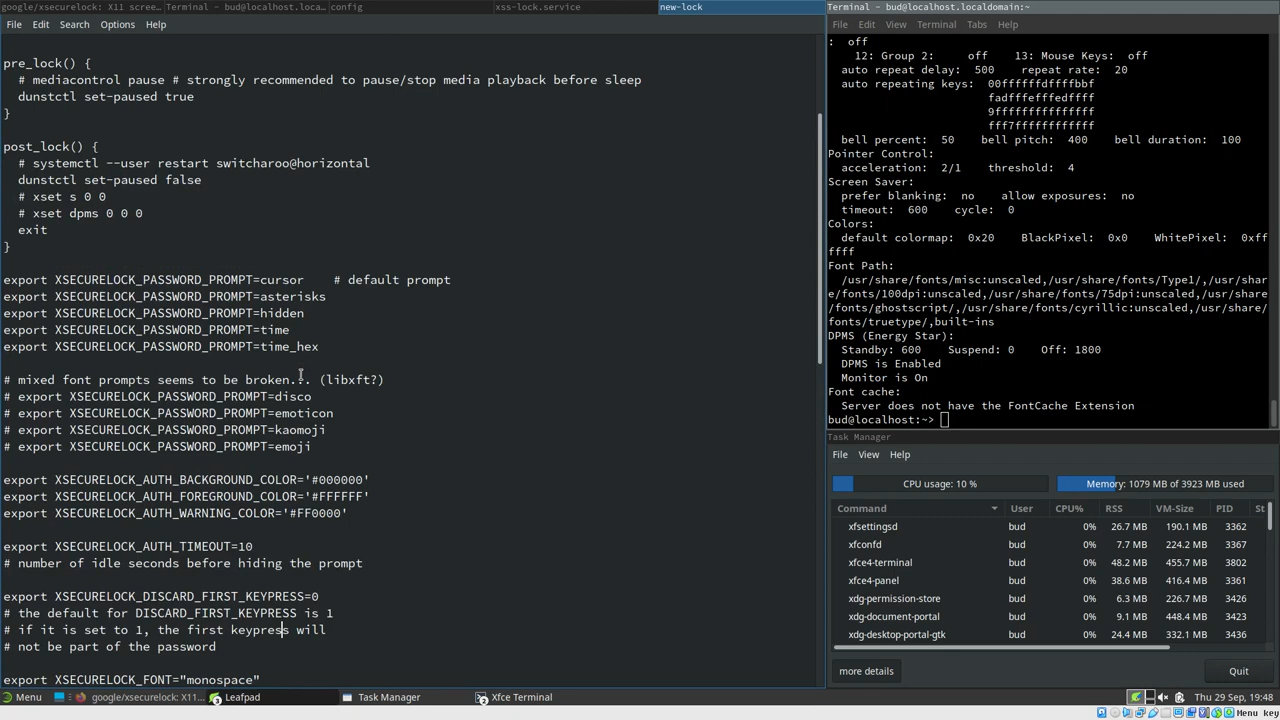 google/xsecurelock: X11 scree... Terminal - bud@localhost.loca... config xss-lock.service new-lock
File Edit Search Options Help
pre_lock() {
# mediacontrol pause # strongly recommended to pause/stop media playback before sleep
dunstctl set-paused true
}
post_lock() {
# systemctl --user restart switcharoo@horizontal
dunstctl set-paused false
# xset s 0 0
# xset dpms 0 0 0
exit
}
export XSECURELOCK_PASSWORD_PROMPT=cursor # default prompt
export XSECURELOCK_PASSWORD_PROMPT=asterisks
export XSECURELOCK_PASSWORD_PROMPT=hidden
export XSECURELOCK_PASSWORD_PROMPT=time
export XSECURELOCK_PASSWORD_PROMPT=time_hex
# mixed font prompts seems to be broken... (libxft?)
# export XSECURELOCK_PASSWORD_PROMPT=disco
# export XSECURELOCK_PASSWORD_PROMPT=emoticon
# export XSECURELOCK_PASSWORD_PROMPT=kaomoji
# export XSECURELOCK_PASSWORD_PROMPT=emoji
export XSECURELOCK_AUTH_BACKGROUND_COLOR='#000000'
export XSECURELOCK_AUTH_FOREGROUND_COLOR='#FFFFFF'
export XSECURELOCK_AUTH_WARNING_COLOR='#FF0000'
export XSECURELOCK_AUTH_TIMEOUT=10
# number of idle seconds before hiding the prompt
export XSECURELOCK_DISCARD_FIRST_KEYPRESS=0
# the default for DISCARD_FIRST_KEYPRESS is 1
# if it is set to 1, the first keypress will
# not be part of the password
export XSECURELOCK_FONT="monospace"
Terminal - bud@localhost.localdomain:~
File Edit View Terminal Tabs Help
: off
12: Group 2: off 13: Mouse Keys: off
auto repeat delay: 500 repeat rate: 20
auto repeating keys: 00ffffffdffffbbf
fadfffefffedffff
9fffffffffffffff
fff7ffffffffffff
bell percent: 50 bell pitch: 400 bell duration: 100
Pointer Control:
acceleration: 2/1 threshold: 4
Screen Saver:
prefer blanking: no allow exposures: no
timeout: 600 cycle: 0
Colors:
default colormap: 0x20 BlackPixel: 0x0 WhitePixel: 0xff
ffff
Font Path:
/usr/share/fonts/misc:unscaled,/usr/share/fonts/Type1/,/usr/shar
e/fonts/100dpi:unscaled,/usr/share/fonts/75dpi:unscaled,/usr/share
/fonts/ghostscript/,/usr/share/fonts/cyrillic:unscaled,/usr/share/
fonts/truetype/,built-ins
DPMS (Energy Star):
Standby: 600 Suspend: 0 Off: 1800
DPMS is Enabled
Monitor is On
Font cache:
Server does not have the FontCache Extension
bud@localhost:~>
Task Manager
File View Help
CPU usage: 10 % Memory: 1079 MB of 3923 MB used
Command User CPU% RSS VM-Size PID St
xfsettingsd bud 0% 26.7 MB 190.1 MB 3362
xfconfd bud 0% 7.7 MB 224.2 MB 3367
xfce4-terminal bud 0% 48.2 MB 455.7 MB 3802
xfce4-panel bud 0% 38.6 MB 416.4 MB 3361
xdg-permission-store bud 0% 6.3 MB 226.7 MB 3426
xdg-document-portal bud 0% 9.1 MB 448.4 MB 3432
xdg-desktop-portal-gtk bud 0% 24.4 MB 332.1 MB 3436
more details Quit
Menu google/xsecurelock: X11... 3 Leafpad Task Manager 2 Xfce Terminal Thu 29 Sep, 19:48
Menu key